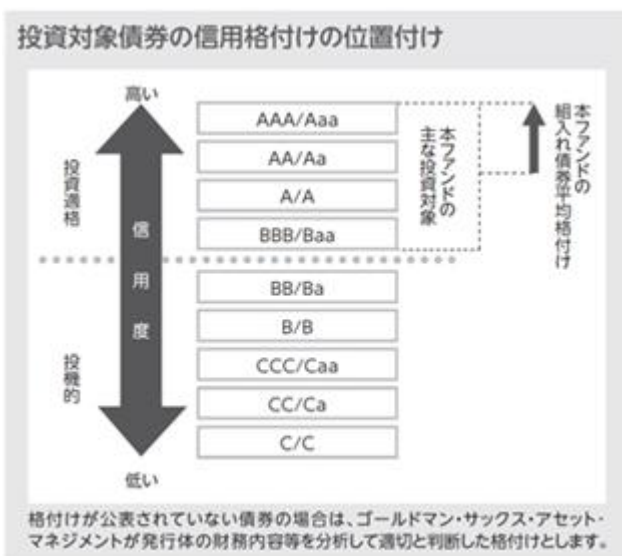 投資対象債券の信用格付けの位置付け
高い
投資適格
信用度
投機的
低い
AAA/Aaa
AA/Aa
A/A
BBB/Baa
BB/Ba
B/B
CCC/Caa
CC/Ca
C/C
本ファンドの
主な投資対象
本ファンドの
組入れ債券平均格付け
格付けが公表されていない債券の場合は、ゴールドマン・サックス・アセット・
マネジメントが発行体の財務内容等を分析して適切と判断した格付けとします。